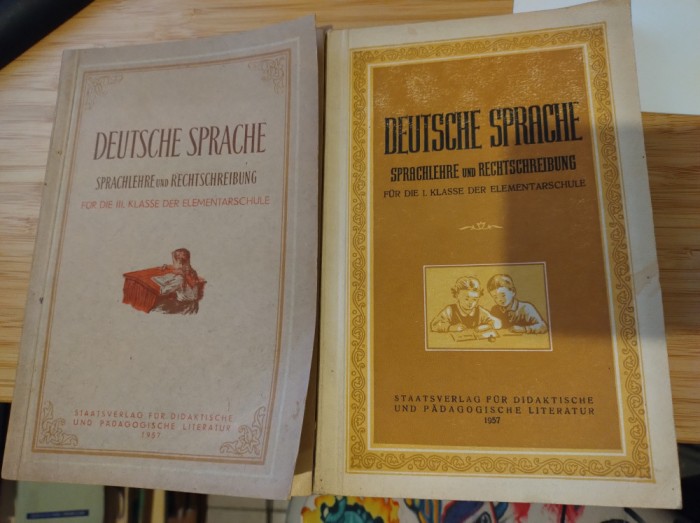 DEUTSCHE SPRACHE
SPRACHLEHRE UND RECHTSCHREIBUNG
FÜR DIE III. KLASSE DER ELEMENTARSCHULE
STAATSVERLAG FÜR DIDAKTISCHE
UND PÄDAGOGISCHE LITERATUR
1957
DEUTSCHE SPRACHE
SPRACHLEHRE UND RECHTSCHREIBUNG
FÜR DIE I. KLASSE DER ELEMENTARSCHULE
STAATSVERLAG FÜR DIDAKTISCHE
UND PÄDAGOGISCHE LITERATUR
1957